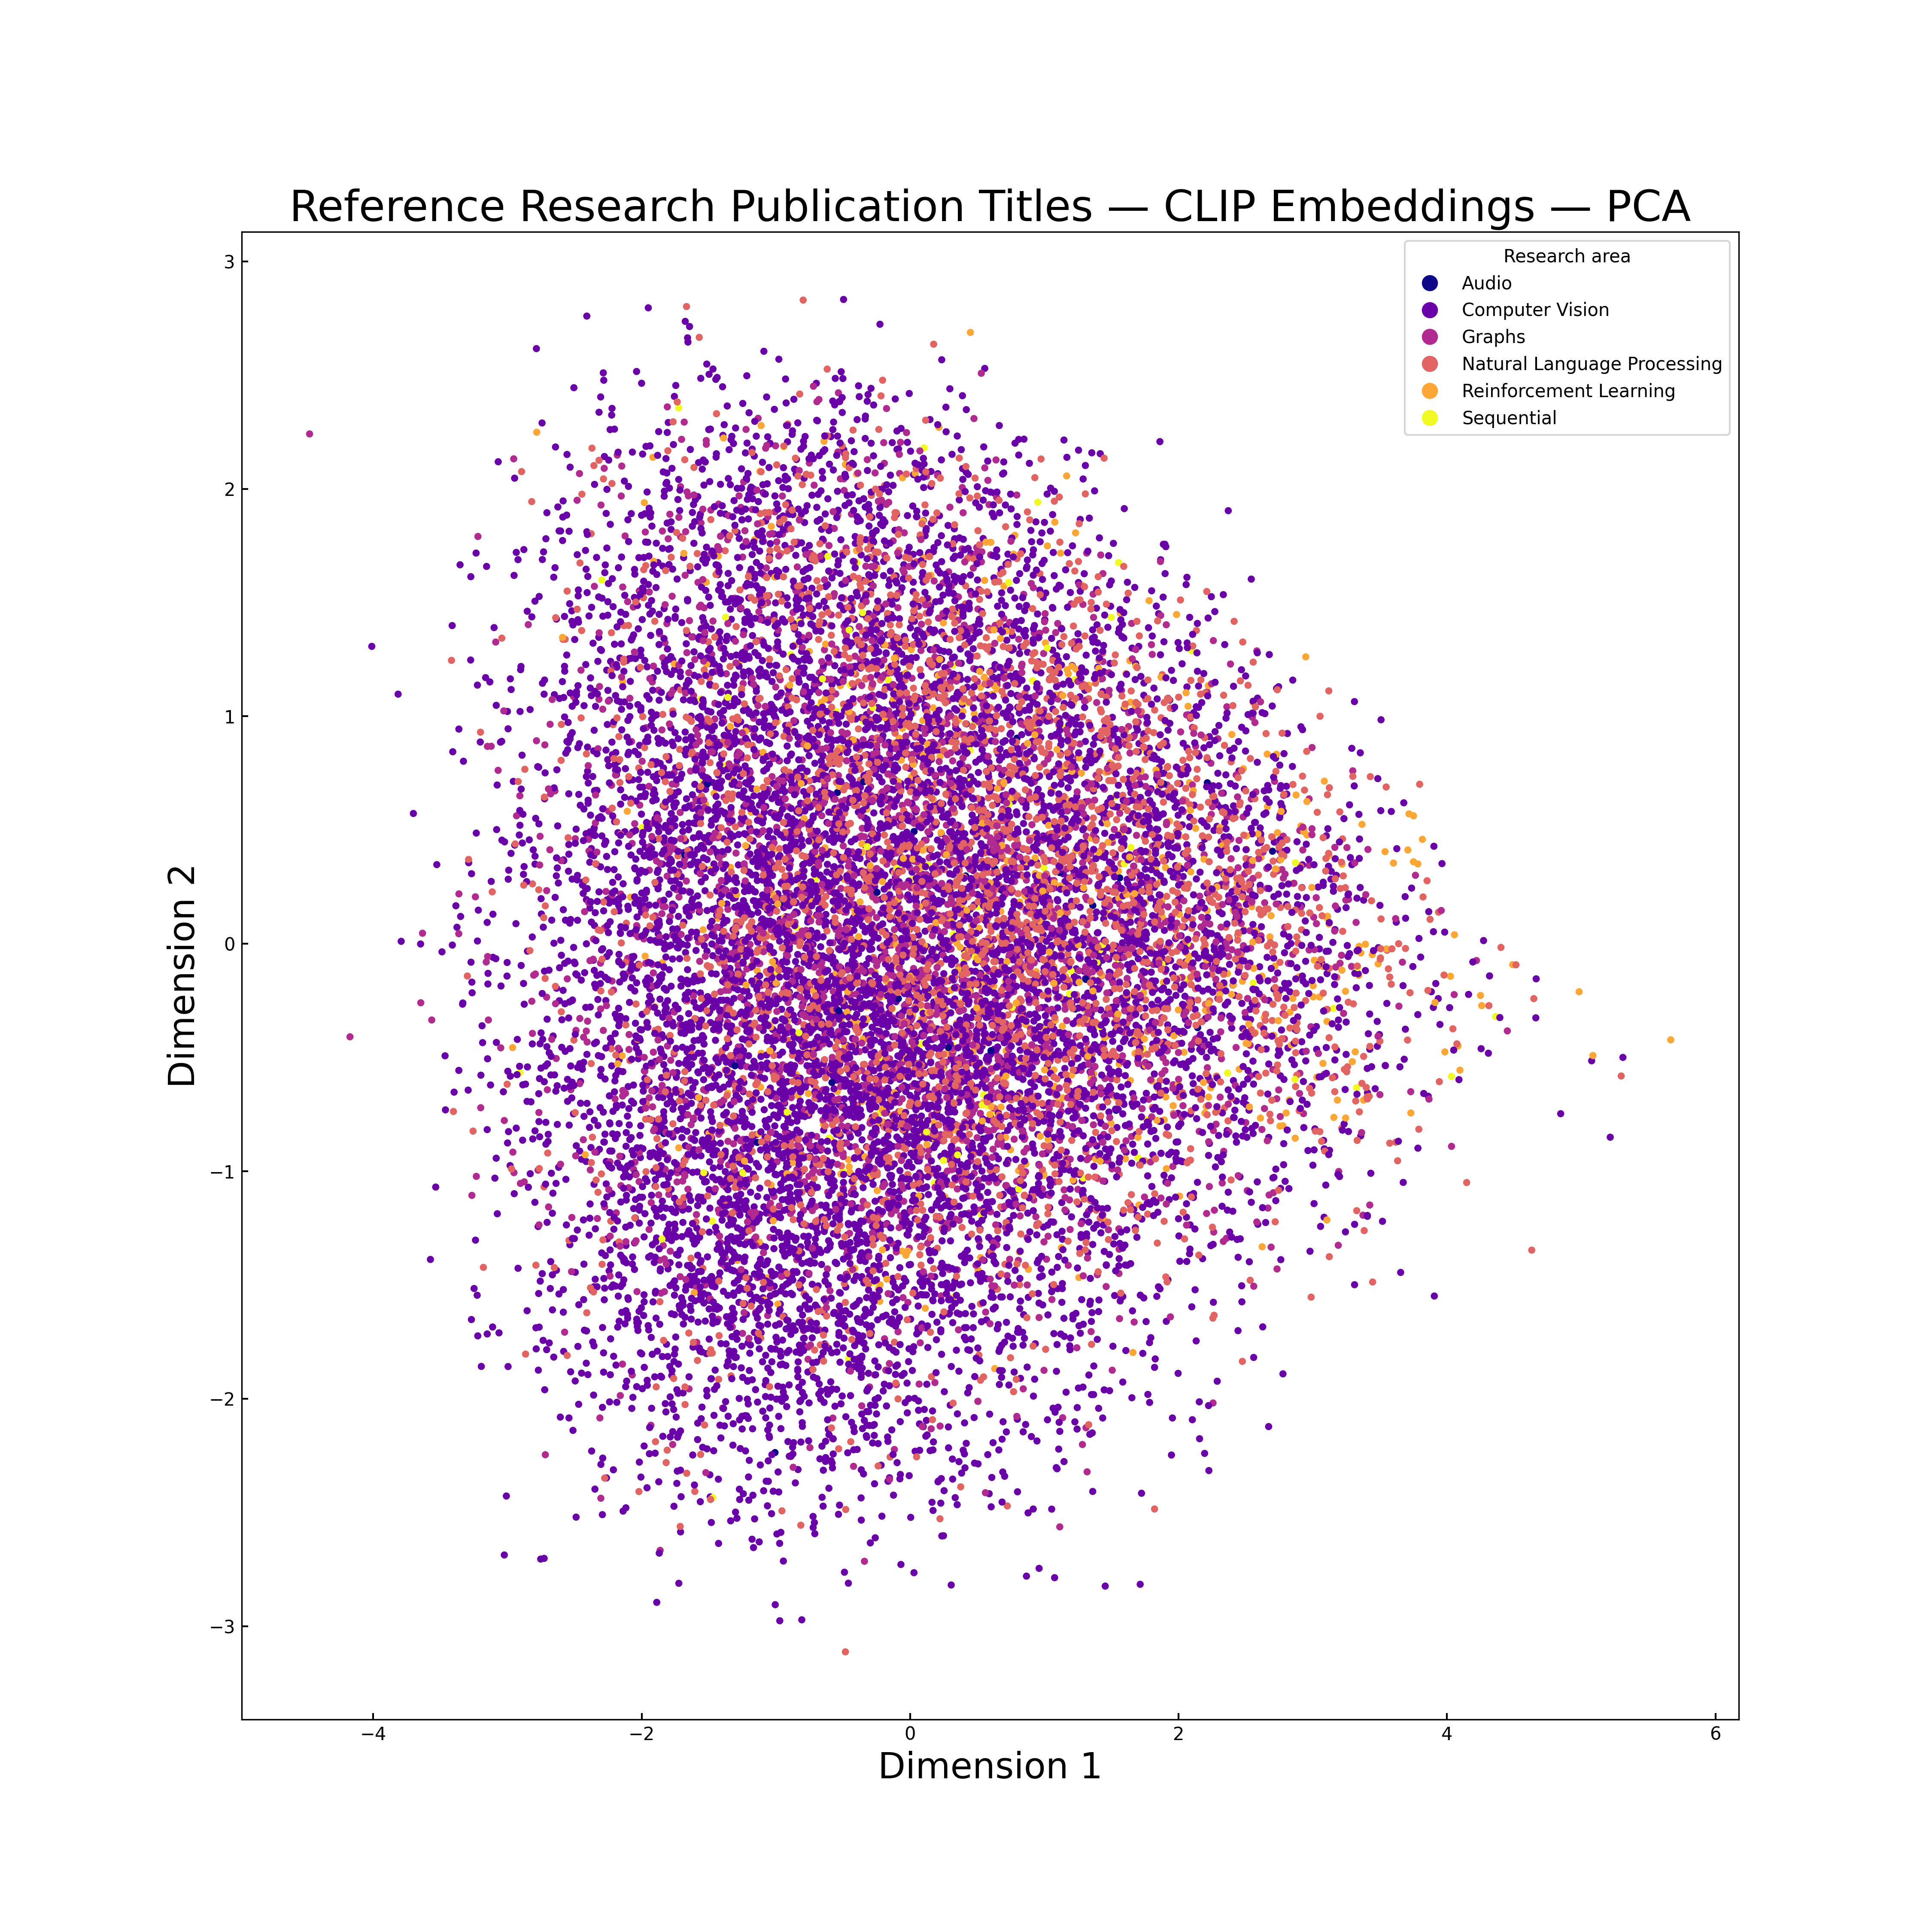 Reference Research Publication Titles — CLIP Embeddings — PCA
Research area
Audio
Computer Vision
Graphs
Natural Language Processing
Reinforcement Learning
Sequential
3
2
1
0
−1
−2
−3
Dimension 2
−4
−2
0
2
4
6
Dimension 1